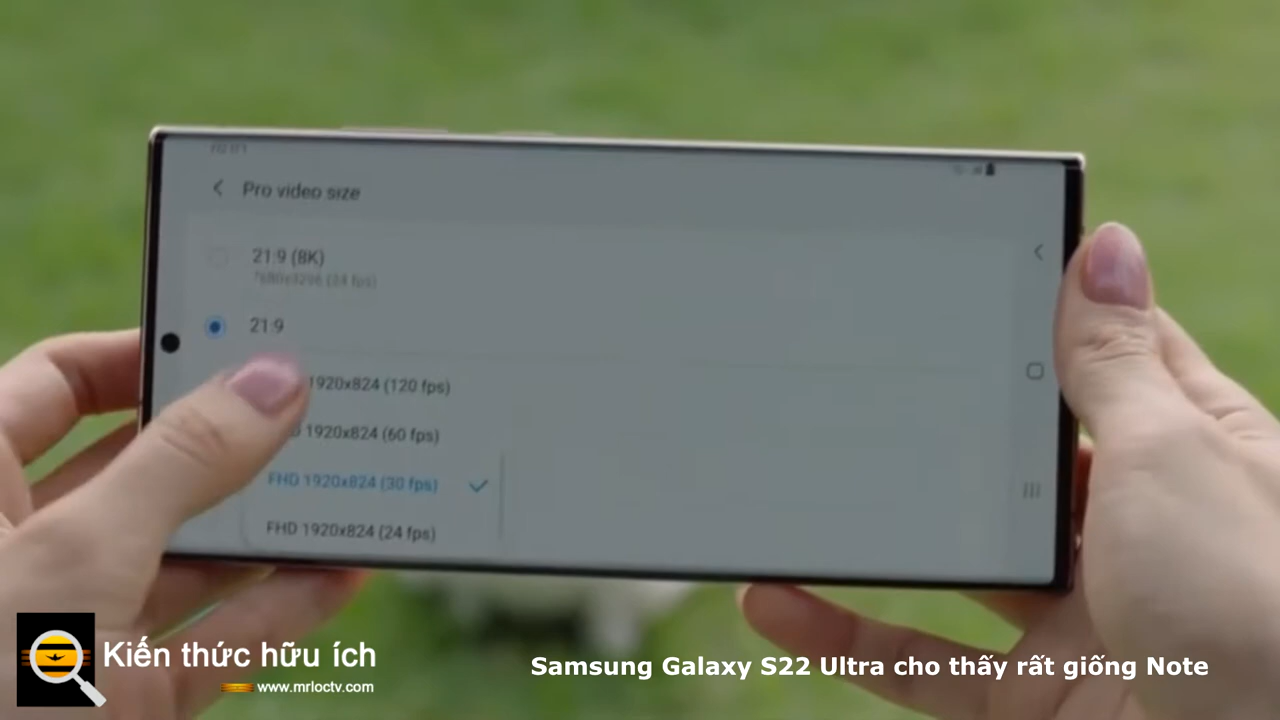 Pro video size
21:9 (8K)
21:9
1920x824 (120 fps)
1920x824 (60 fps)
FHD 1920x824 (30 fps)
FHD 1920x824 (24 fps)
Kiến thức hữu ích
www.mrloctv.com
Samsung Galaxy S22 Ultra cho thấy rất giống Note